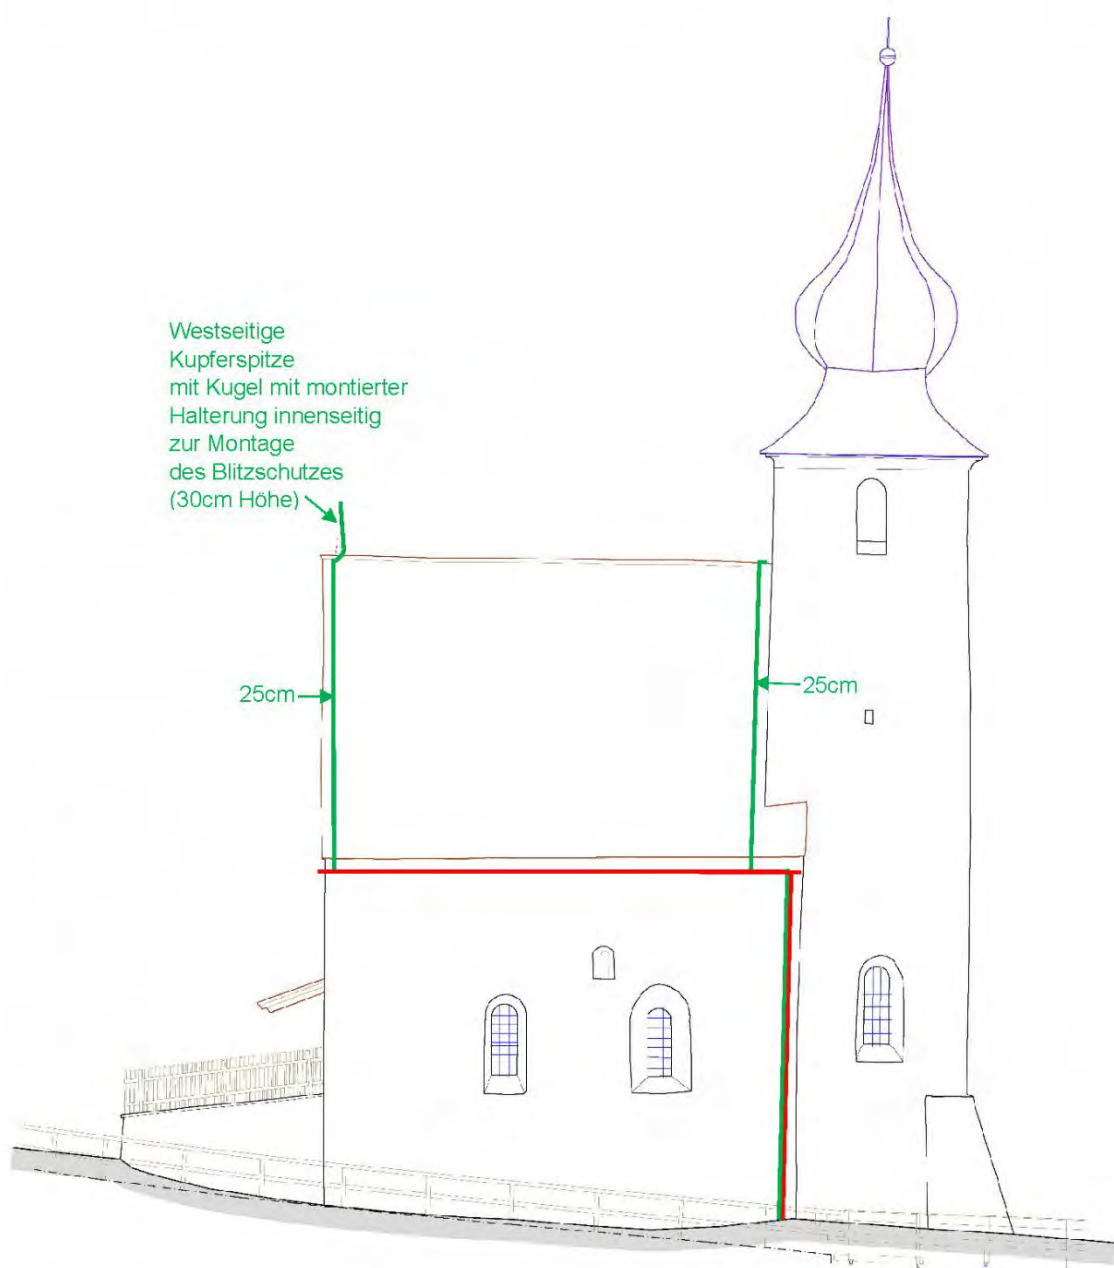 Westseitige
Kupferspitze
mit Kugel mit montierter
Halterung innenseitig
zur Montage
des Blitzschutzes
(30cm Höhe)
25cm
25cm